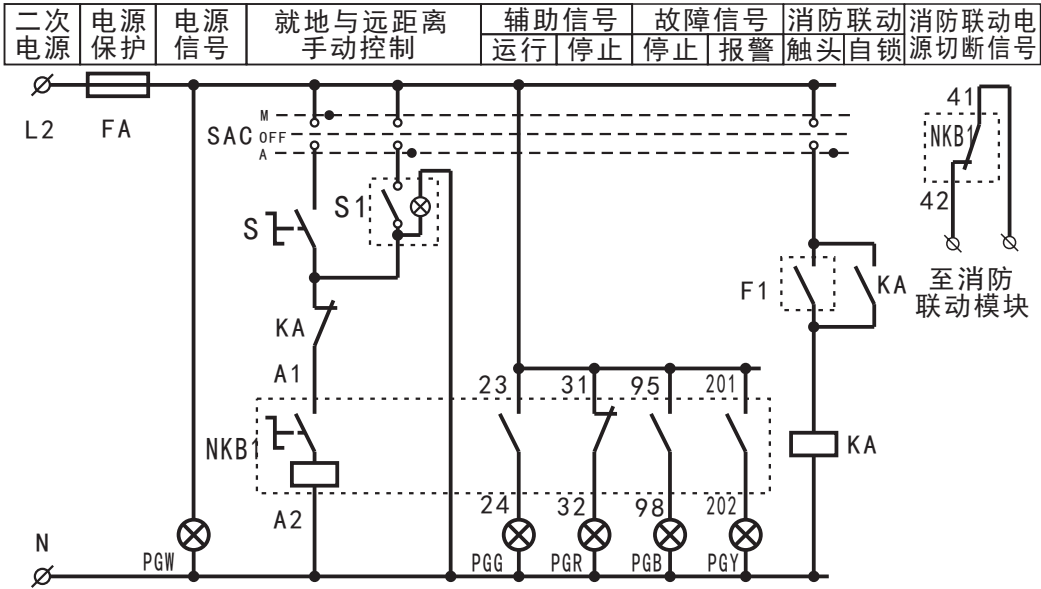 二次
电源
电源
保护
电源
信号
就地与远距离
手动控制
辅助信号
运行
停止
故障信号
停止
报警
消防联动
触头
自锁
消防联动电
源切断信号
L2
FA
SAC
M
OFF
A
S1
S
KA
A1
NKB1
A2
N
PGW
23
31
95
201
24
32
98
202
PGG
PGR
PGB
PGY
F1
KA
KA
41
NKB1
42
至消防
联动模块